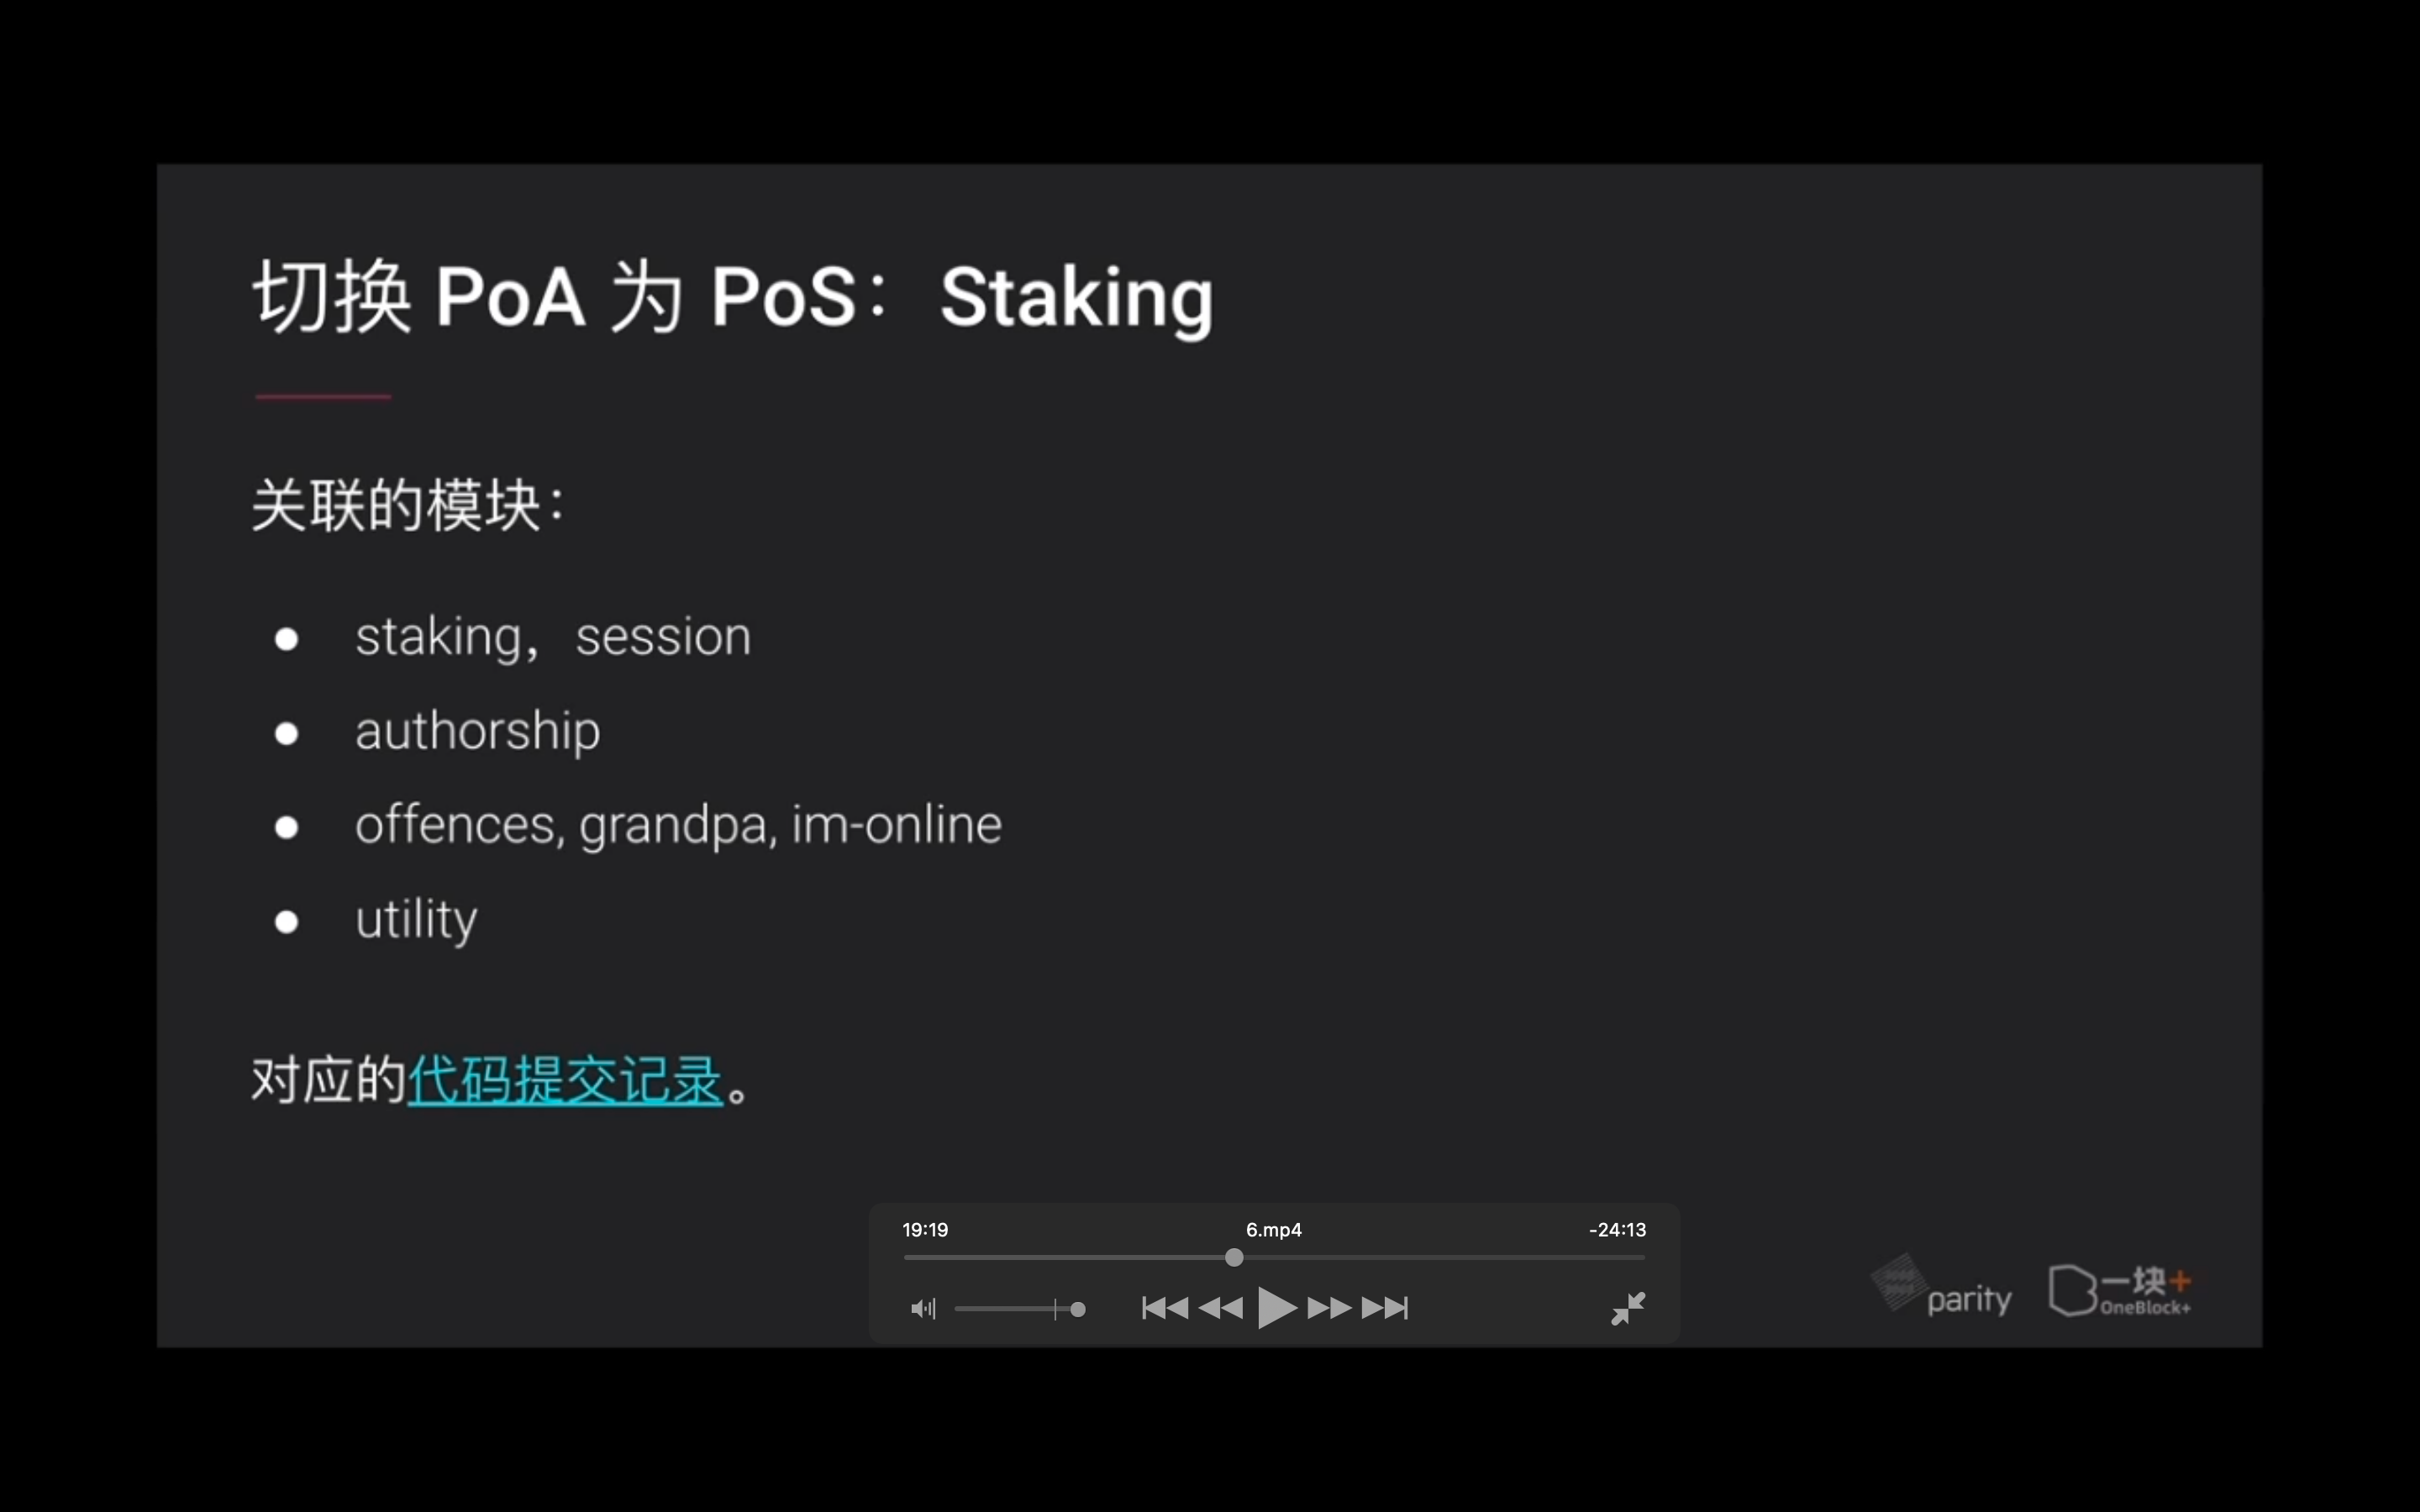 切换 PoA 为 PoS： Staking
关联的模块：
● staking，session
● authorship
● offences, grandpa, im-online
● utility
对应的代码提交记录。
19:19 6.mp4 -24:13
parity 一块+
OneBlock+